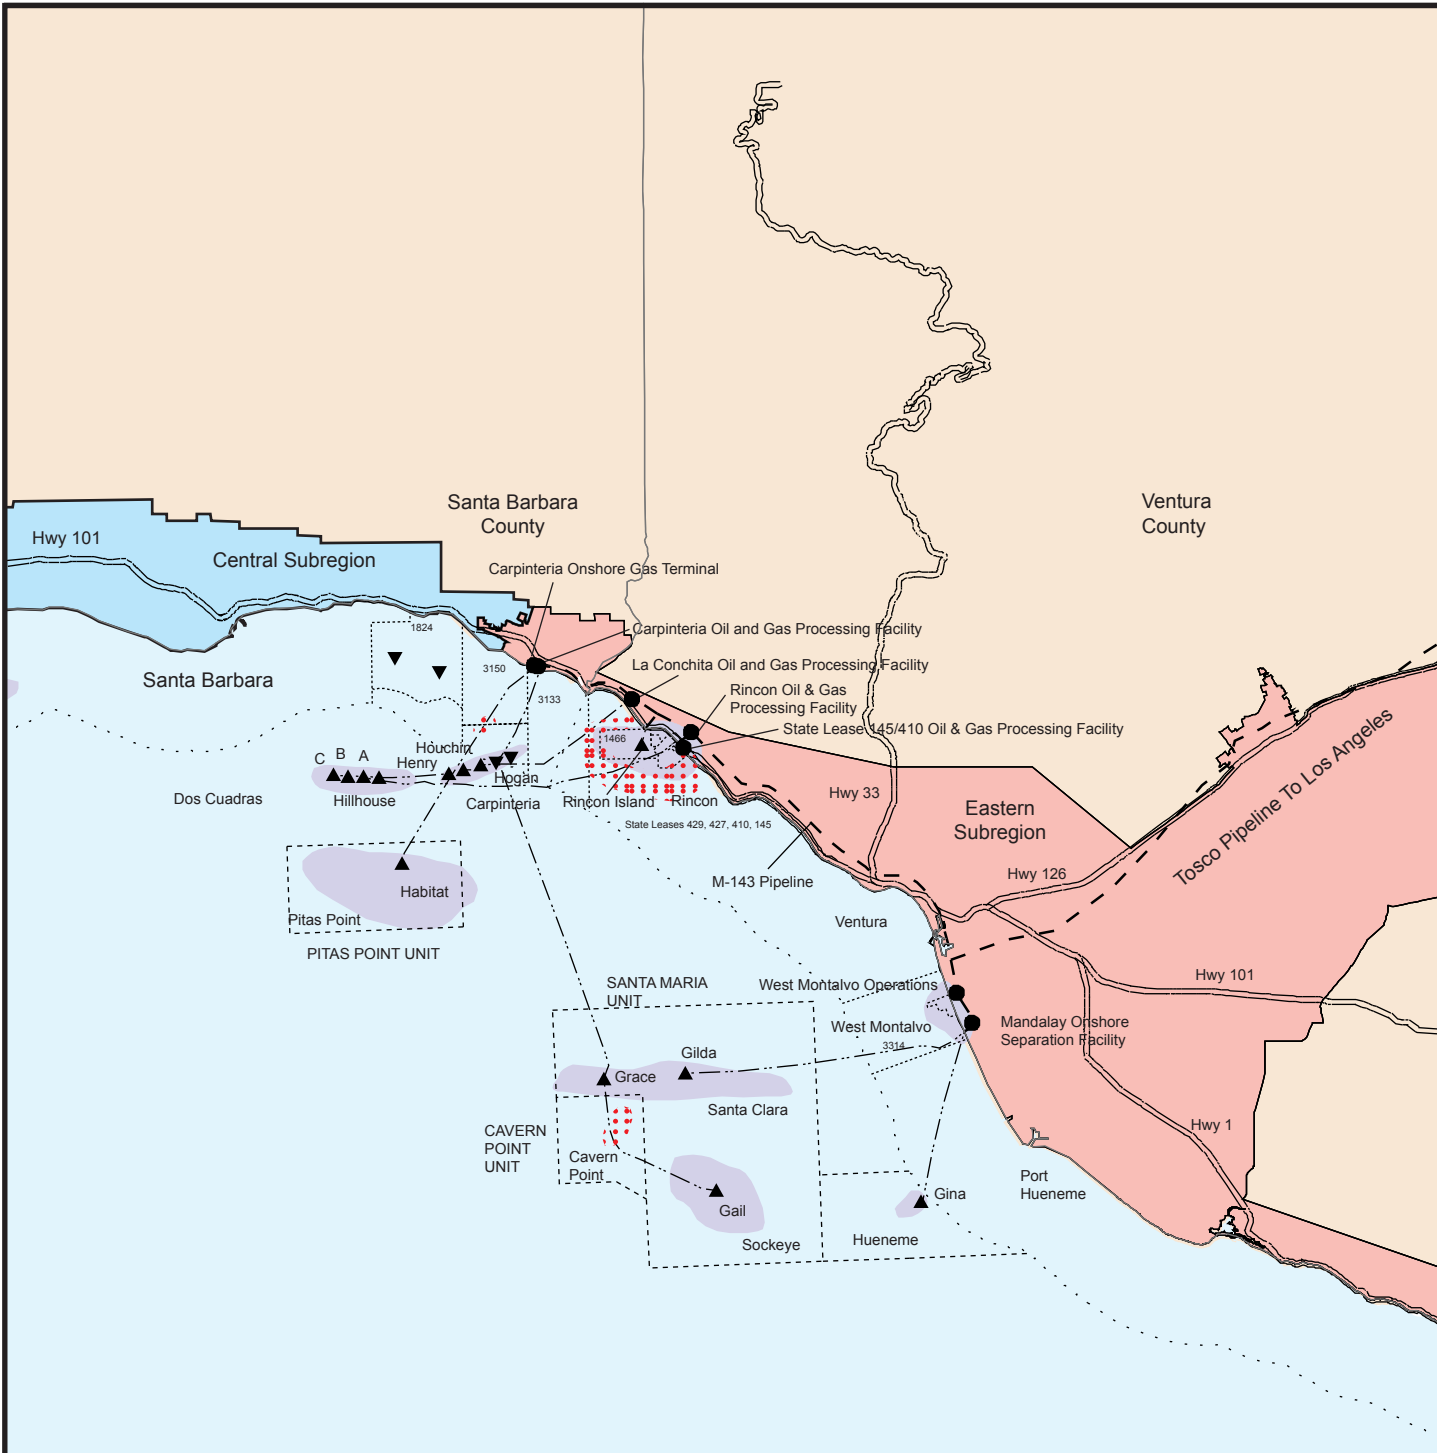 Santa Barbara
County
Ventura
County
Hwy 101
Central Subregion
Carpinteria Onshore Gas Terminal
1824
Carpinteria Oil and Gas Processing Facility
3150
La Conchita Oil and Gas Processing Facility
Santa Barbara
3133
Rincon Oil & Gas
Processing Facility
State Lease 145/410 Oil & Gas Processing Facility
1466
Houchin
C
B
A
Henry
Hogan
Dos Cuadras
Hillhouse
Carpinteria
Rincon Island
Rincon
Hwy 33
Eastern
Subregion
State Leases 429, 427, 410, 145
Tosco Pipeline To Los Angeles
M-143 Pipeline
Hwy 126
Habitat
Pitas Point
Ventura
PITAS POINT UNIT
Hwy 101
SANTA MARIA
UNIT
West Montalvo Operations
West Montalvo
Mandalay Onshore
Separation Facility
3314
Gilda
Grace
Santa Clara
CAVERN
POINT
UNIT
Hwy 1
Cavern
Point
Port
Hueneme
Gina
Gail
Sockeye
Hueneme